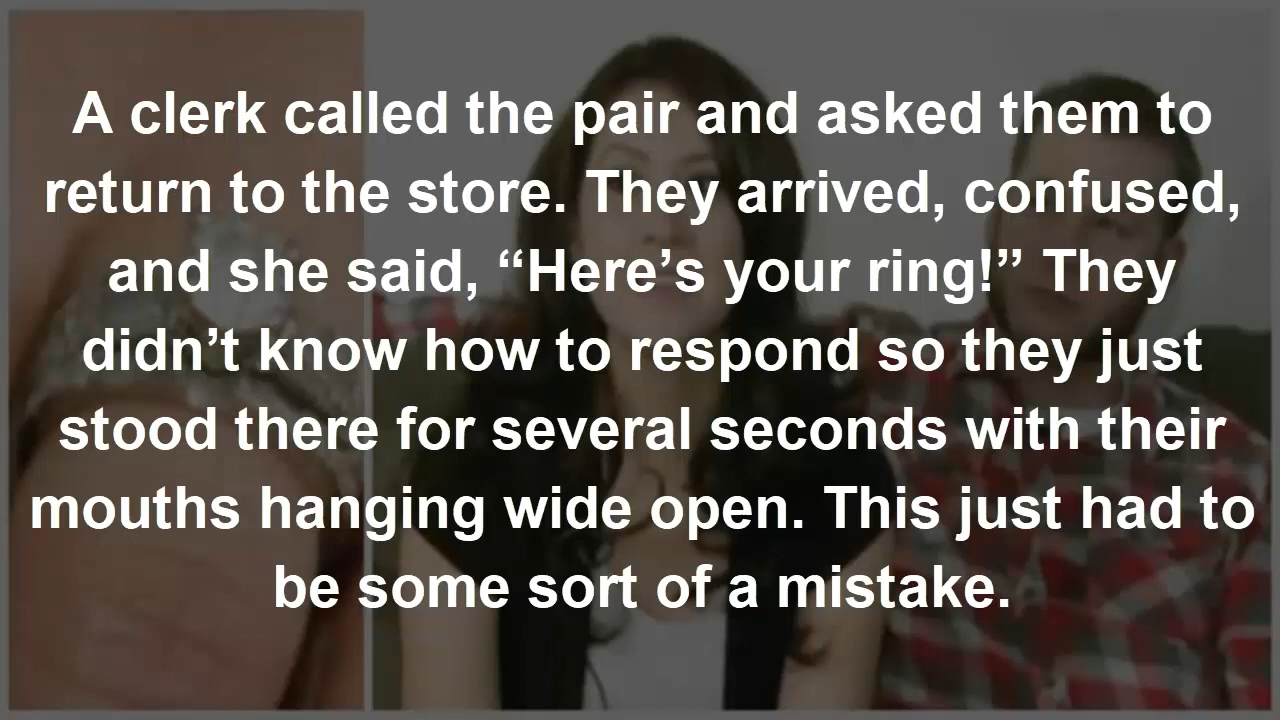 A clerk called the pair and asked them to
return to the store. They arrived, confused,
and she said, “Here’s your ring!” They
didn’t know how to respond so they just
stood there for several seconds with their
mouths hanging wide open. This just had to
be some sort of a mistake.